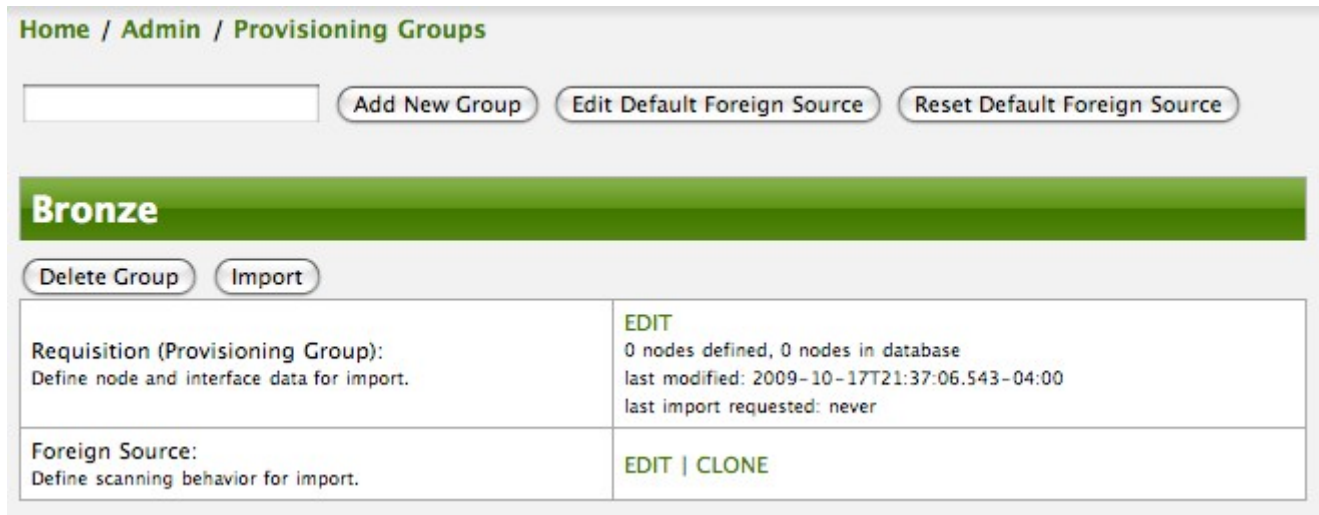 Home / Admin / Provisioning Groups
Add New Group Edit Default Foreign Source Reset Default Foreign Source
Bronze
Delete Group Import
Requisition (Provisioning Group):
Define node and interface data for import.
EDIT
0 nodes defined, 0 nodes in database
last modified: 2009-10-17T21:37:06.543-04:00
last import requested: never
Foreign Source:
Define scanning behavior for import.
EDIT | CLONE